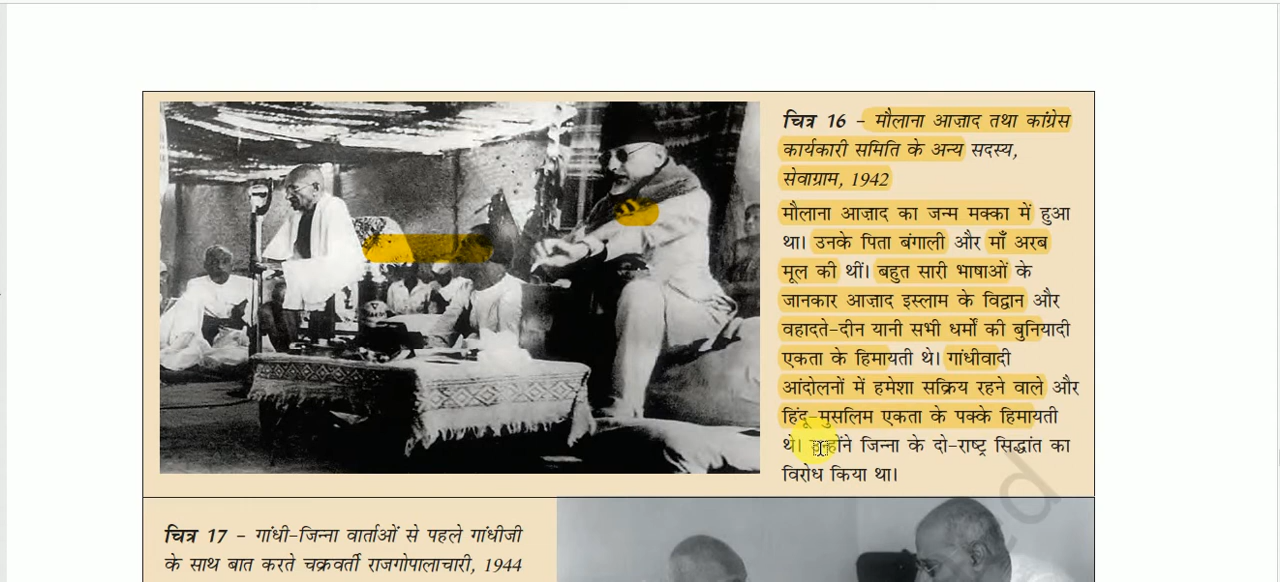 चित्र 16 – मौलाना आज़ाद तथा कांग्रेस
कार्यकारी समिति के अन्य सदस्य,
सेवाग्राम, 1942
मौलाना आज़ाद का जन्म मक्का में हुआ
था। उनके पिता बंगाली और माँ अरब
मूल की थीं। बहुत सारी भाषाओं के
जानकार आज़ाद इस्लाम के विद्वान और
वहादते-दीन यानी सभी धर्मों की बुनियादी
एकता के हिमायती थे। गांधीवादी
आंदोलनों में हमेशा सक्रिय रहने वाले और
हिंदू-मुसलिम एकता के पक्के हिमायती
थे। उन्होंने जिन्ना के दो-राष्ट्र सिद्धांत का
विरोध किया था।
चित्र 17 – गांधी-जिन्ना वार्ताओं से पहले गांधीजी
के साथ बात करते चक्रवर्ती राजगोपालाचारी, 1944
d